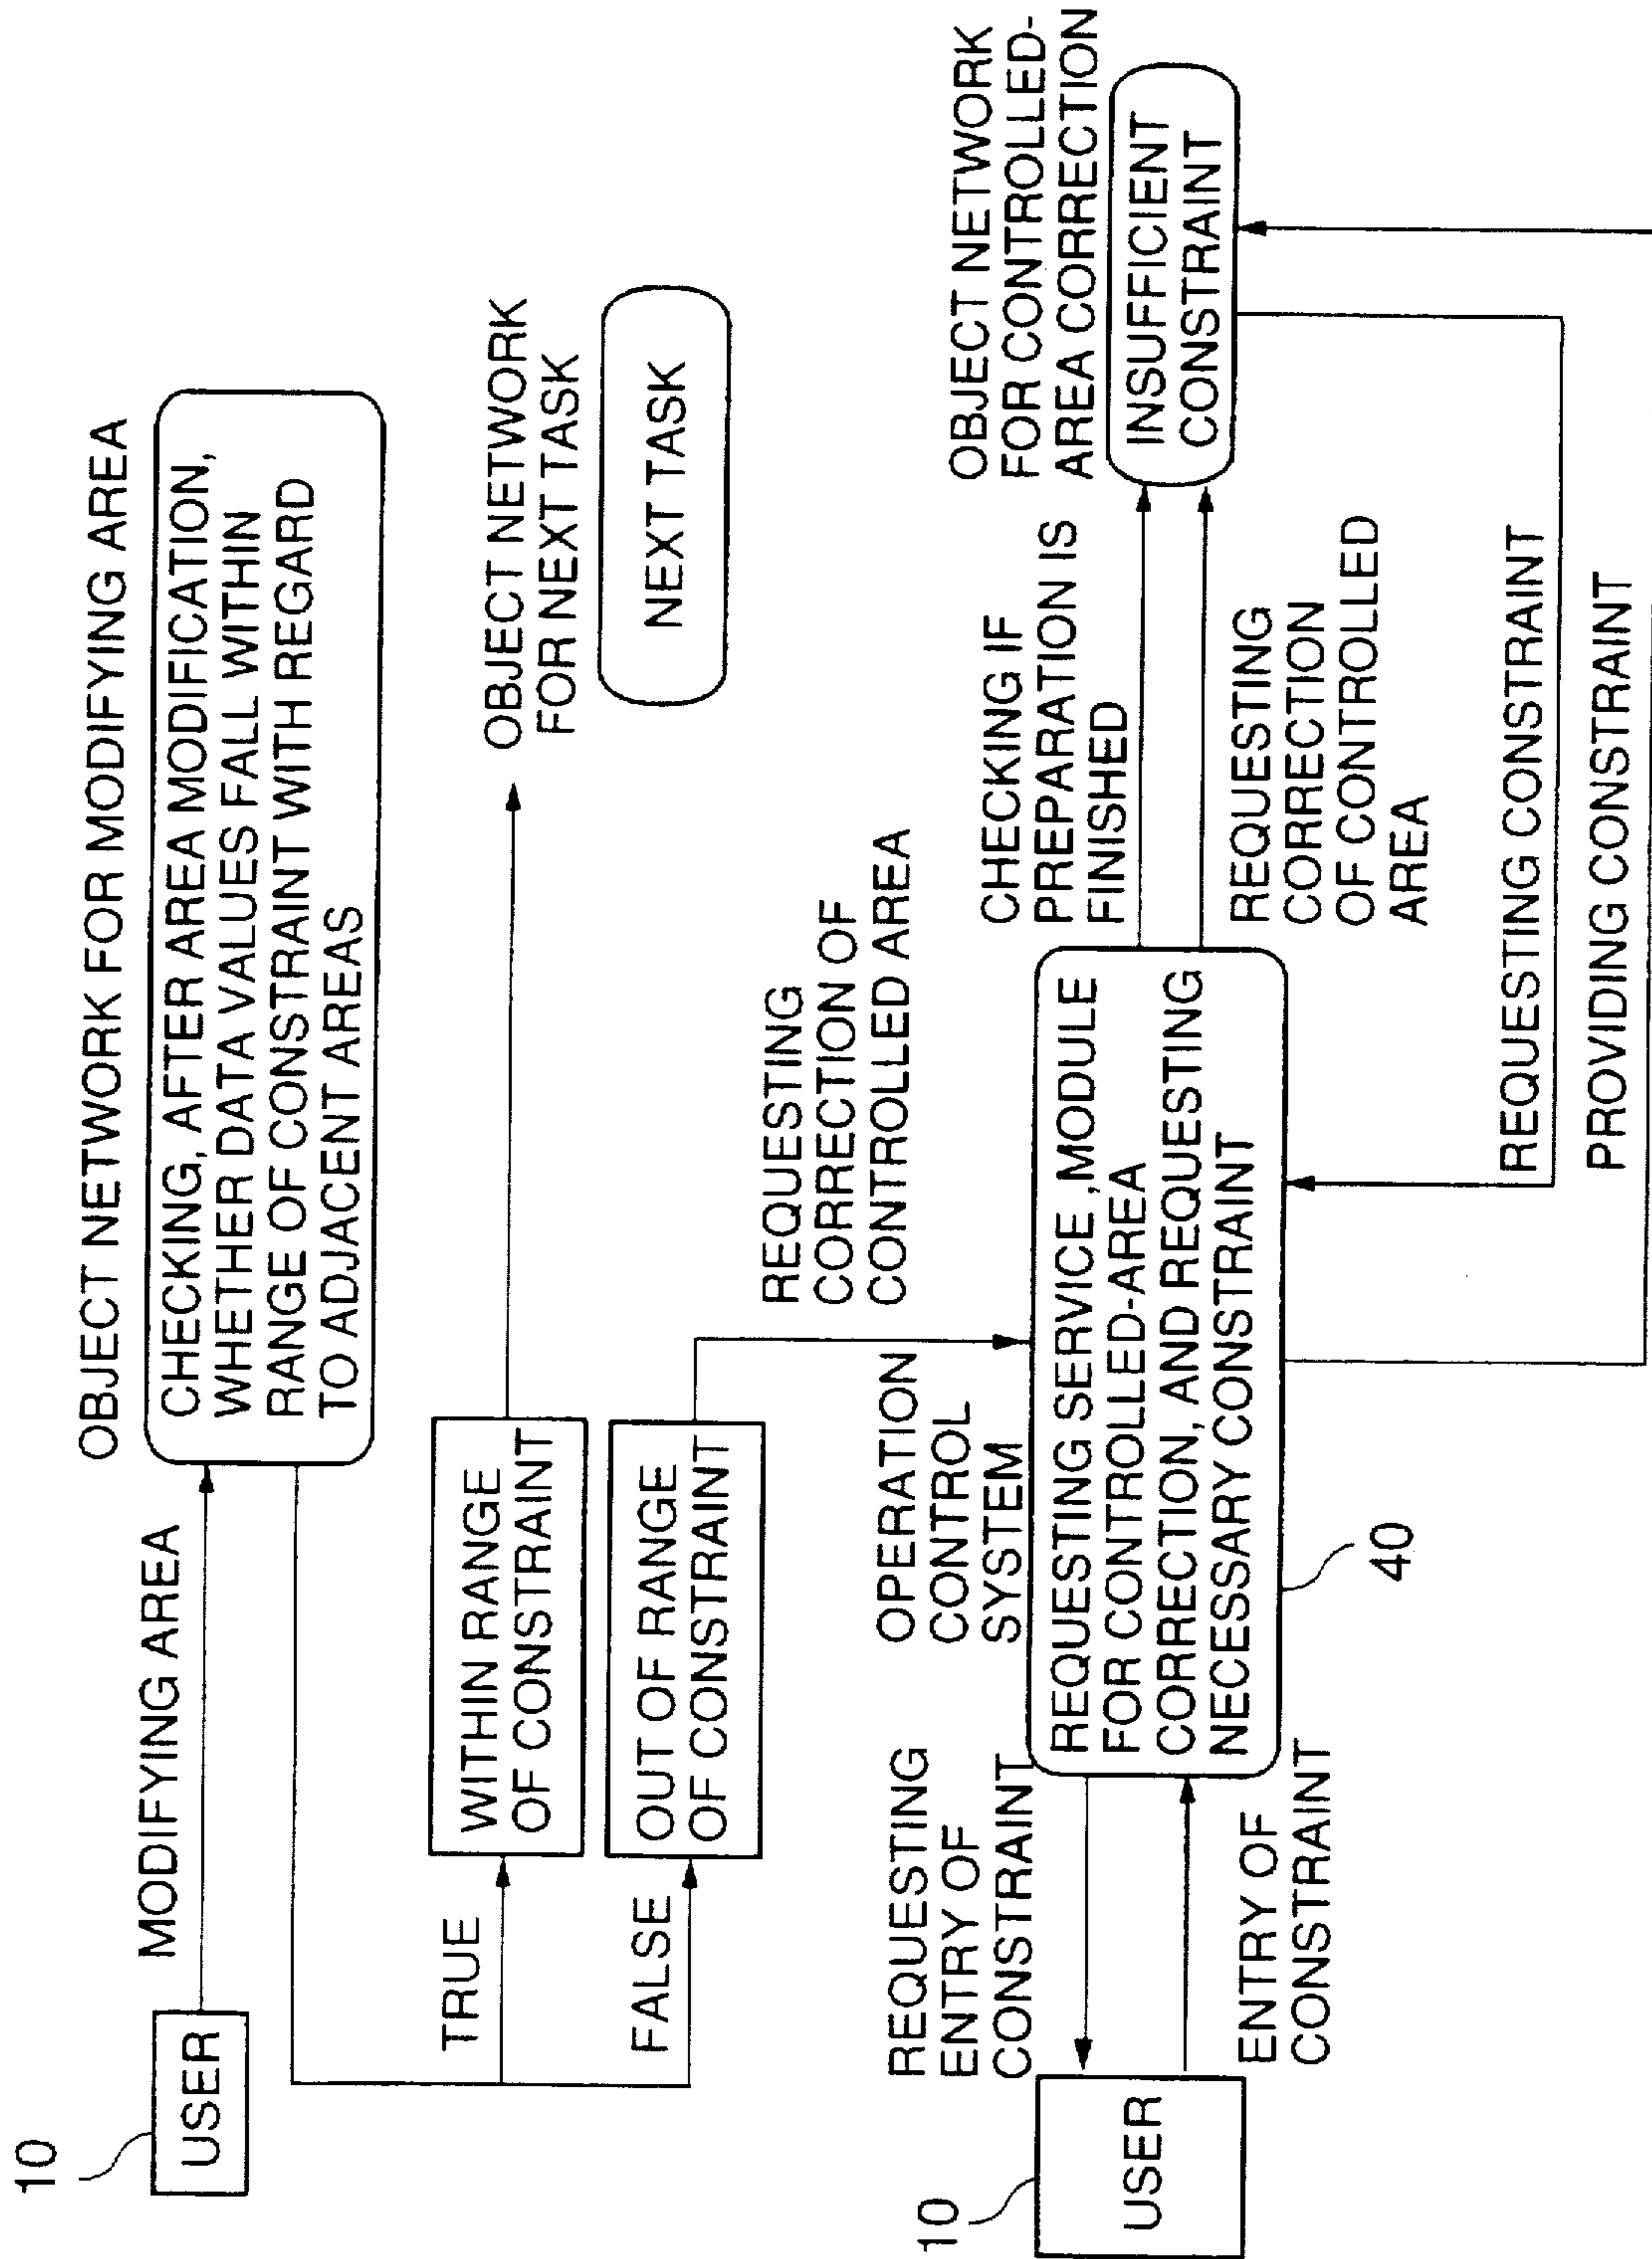 OBJECT NETWORK FOR MODIFYING AREA
10
USER
MODIFYING AREA
CHECKING, AFTER AREA MODIFICATION,
WHETHER DATA VALUES FALL WITHIN
RANGE OF CONSTRAINT WITH REGARD
TO ADJACENT AREAS
TRUE
WITHIN RANGE
OF CONSTRAINT
OBJECT NETWORK
FOR NEXT TASK
NEXT TASK
FALSE
OUT OF RANGE
OF CONSTRAINT
REQUESTING
CORRECTION OF
CONTROLLED AREA
OPERATION
CONTROL
SYSTEM
10
USER
REQUESTING
ENTRY OF
CONSTRAINT
ENTRY OF
CONSTRAINT
REQUESTING SERVICE ,MODULE
FOR CONTROLLED-AREA
CORRECTION, AND REQUESTING
NECESSARY CONSTRAINT
40
CHECKING IF
PREPARATION IS
FINISHED
REQUESTING
CORRECTION
OF CONTROLLED
AREA
OBJECT NETWORK
FOR CONTROLLED-
AREA CORRECTION
INSUFFICIENT
CONSTRAINT
REQUESTING CONSTRAINT
PROVIDING CONSTRAINT